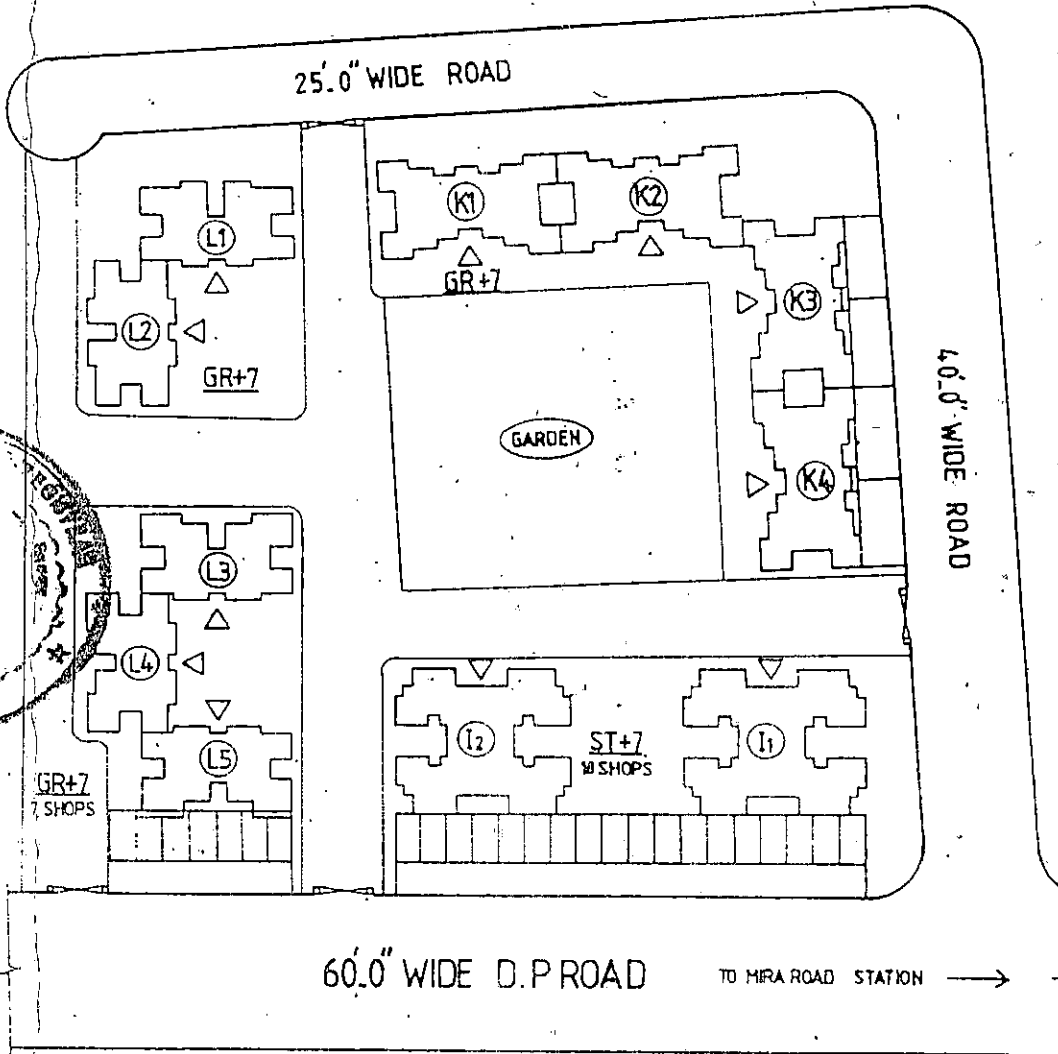 25'.0" WIDE ROAD
K1
K2
L1
GR+7
K3
L2
GR+7
40'.0" WIDE ROAD
GARDEN
K4
L3
L4
I2
ST+7
SHOPS
I1
L5
GR+7
7 SHOPS
60'.0" WIDE D.P ROAD
TO MIRA ROAD STATION